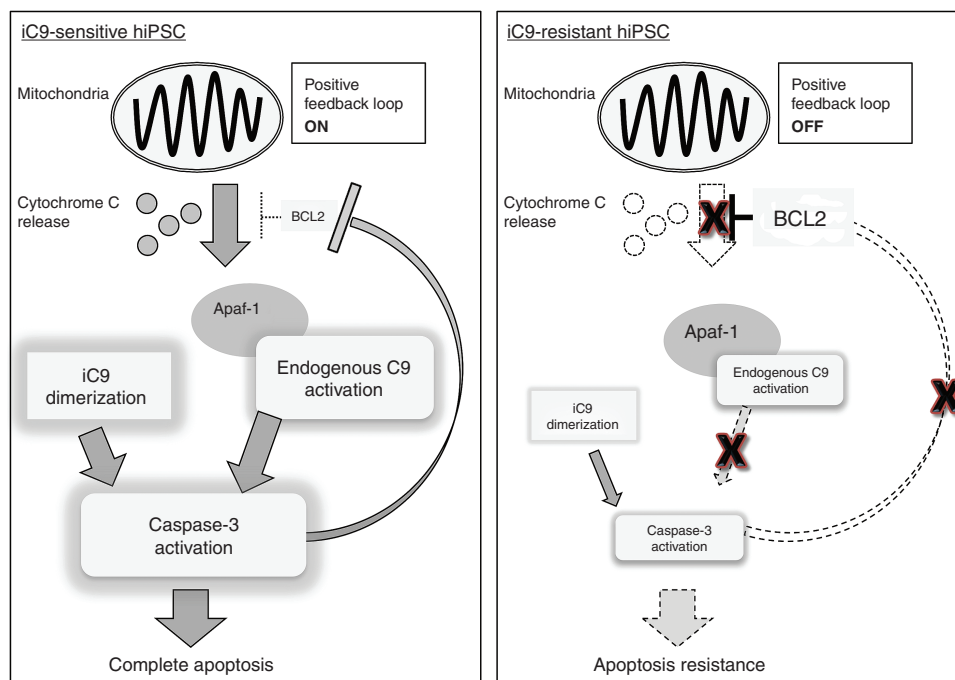 iC9-sensitive hiPSC
Mitochondria
Positive
feedback loop
ON
Cytochrome C
release
BCL2
Apaf-1
iC9
dimerization
Endogenous C9
activation
Caspase-3
activation
Complete apoptosis
iC9-resistant hiPSC
Mitochondria
Positive
feedback loop
OFF
Cytochrome C
release
X
BCL2
Apaf-1
Endogenous C9
activation
X
iC9
dimerization
X
Caspase-3
activation
Apoptosis resistance